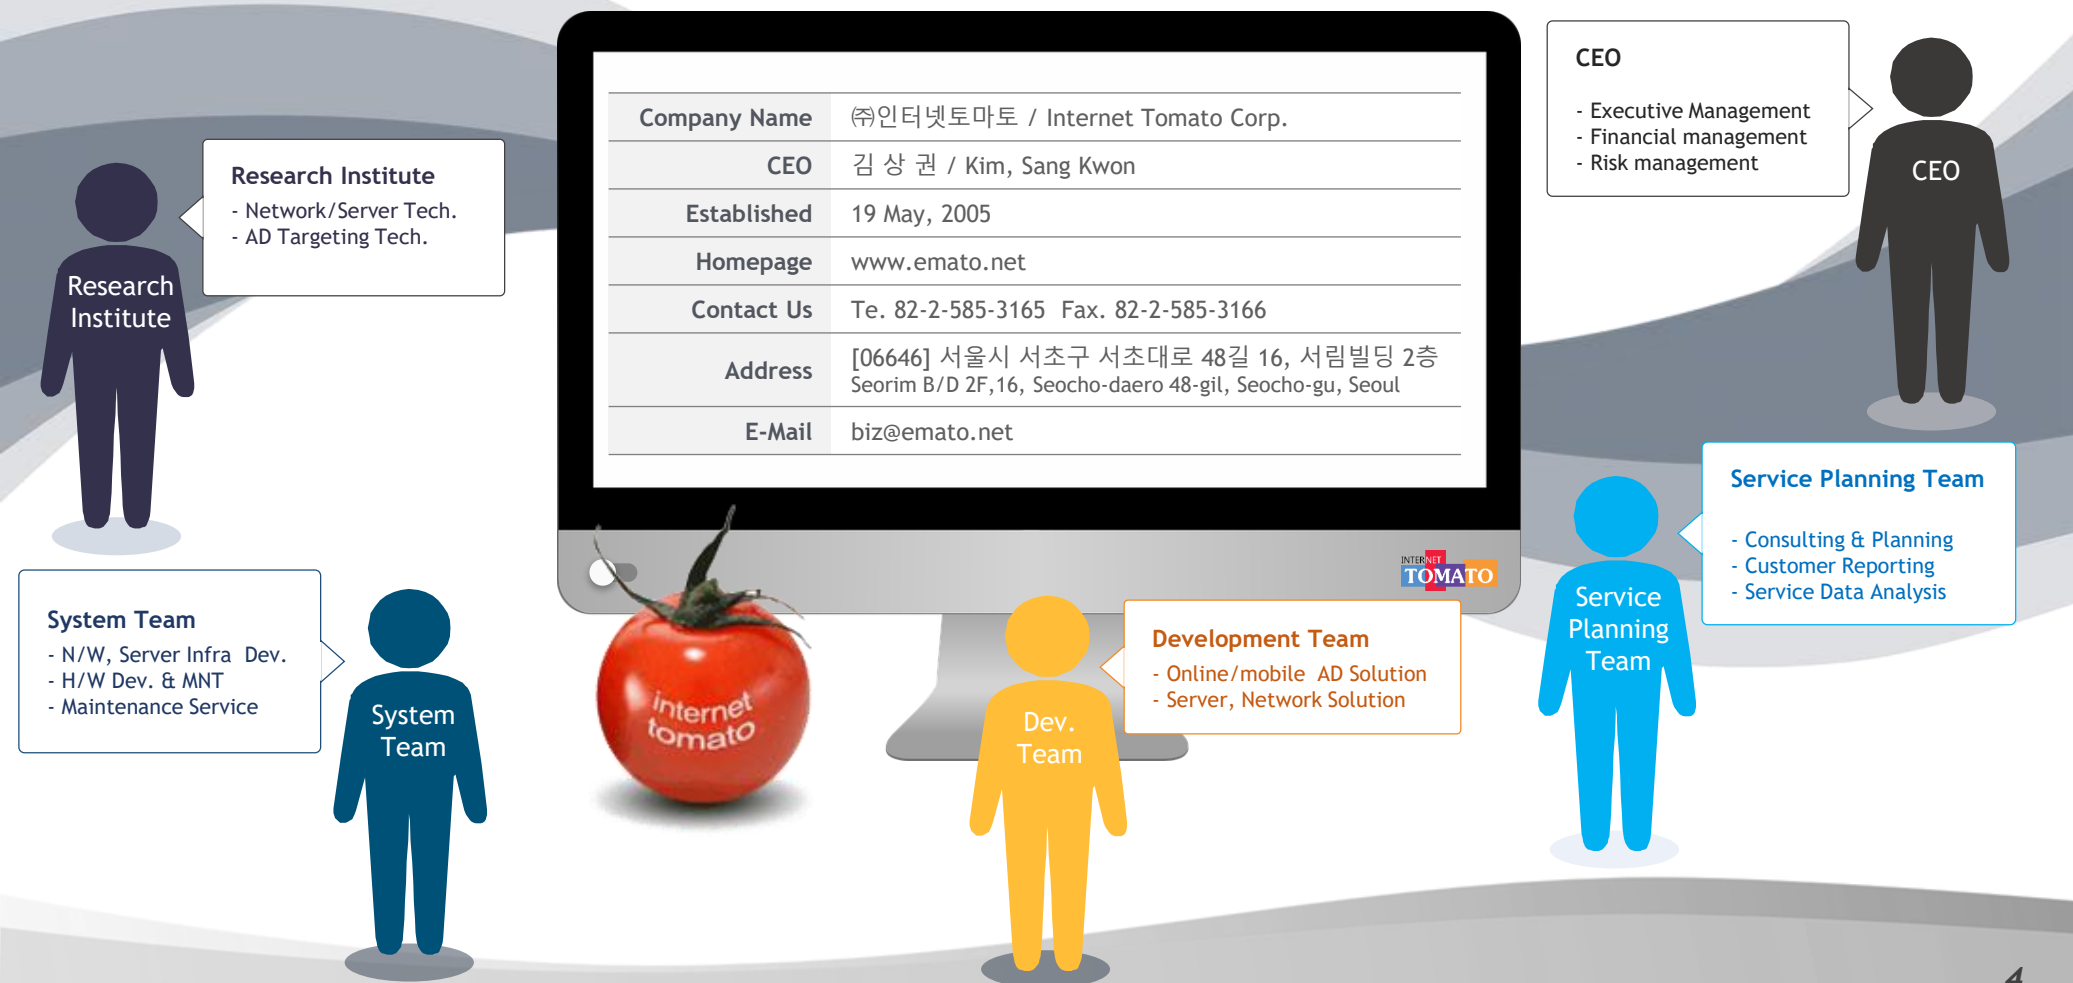 Company Name ㈜인터넷토마토 / Internet Tomato Corp.
CEO 김 상 권 / Kim, Sang Kwon
Established 19 May, 2005
Homepage www.emato.net
Contact Us Te. 82-2-585-3165 Fax. 82-2-585-3166
Address [06646] 서울시 서초구 서초대로 48길 16, 서림빌딩 2층
Seorim B/D 2F,16, Seocho-daero 48-gil, Seocho-gu, Seoul
E-Mail biz@emato.net
INTERNET
TOMATO
internet
tomato
CEO
- Executive Management
- Financial management
- Risk management
CEO
Research Institute
- Network/Server Tech.
- AD Targeting Tech.
Research
Institute
Service Planning Team
- Consulting & Planning
- Customer Reporting
- Service Data Analysis
Service
Planning
Team
System Team
- N/W, Server Infra Dev.
- H/W Dev. & MNT
- Maintenance Service
System
Team
Development Team
- Online/mobile AD Solution
- Server, Network Solution
Dev.
Team
4